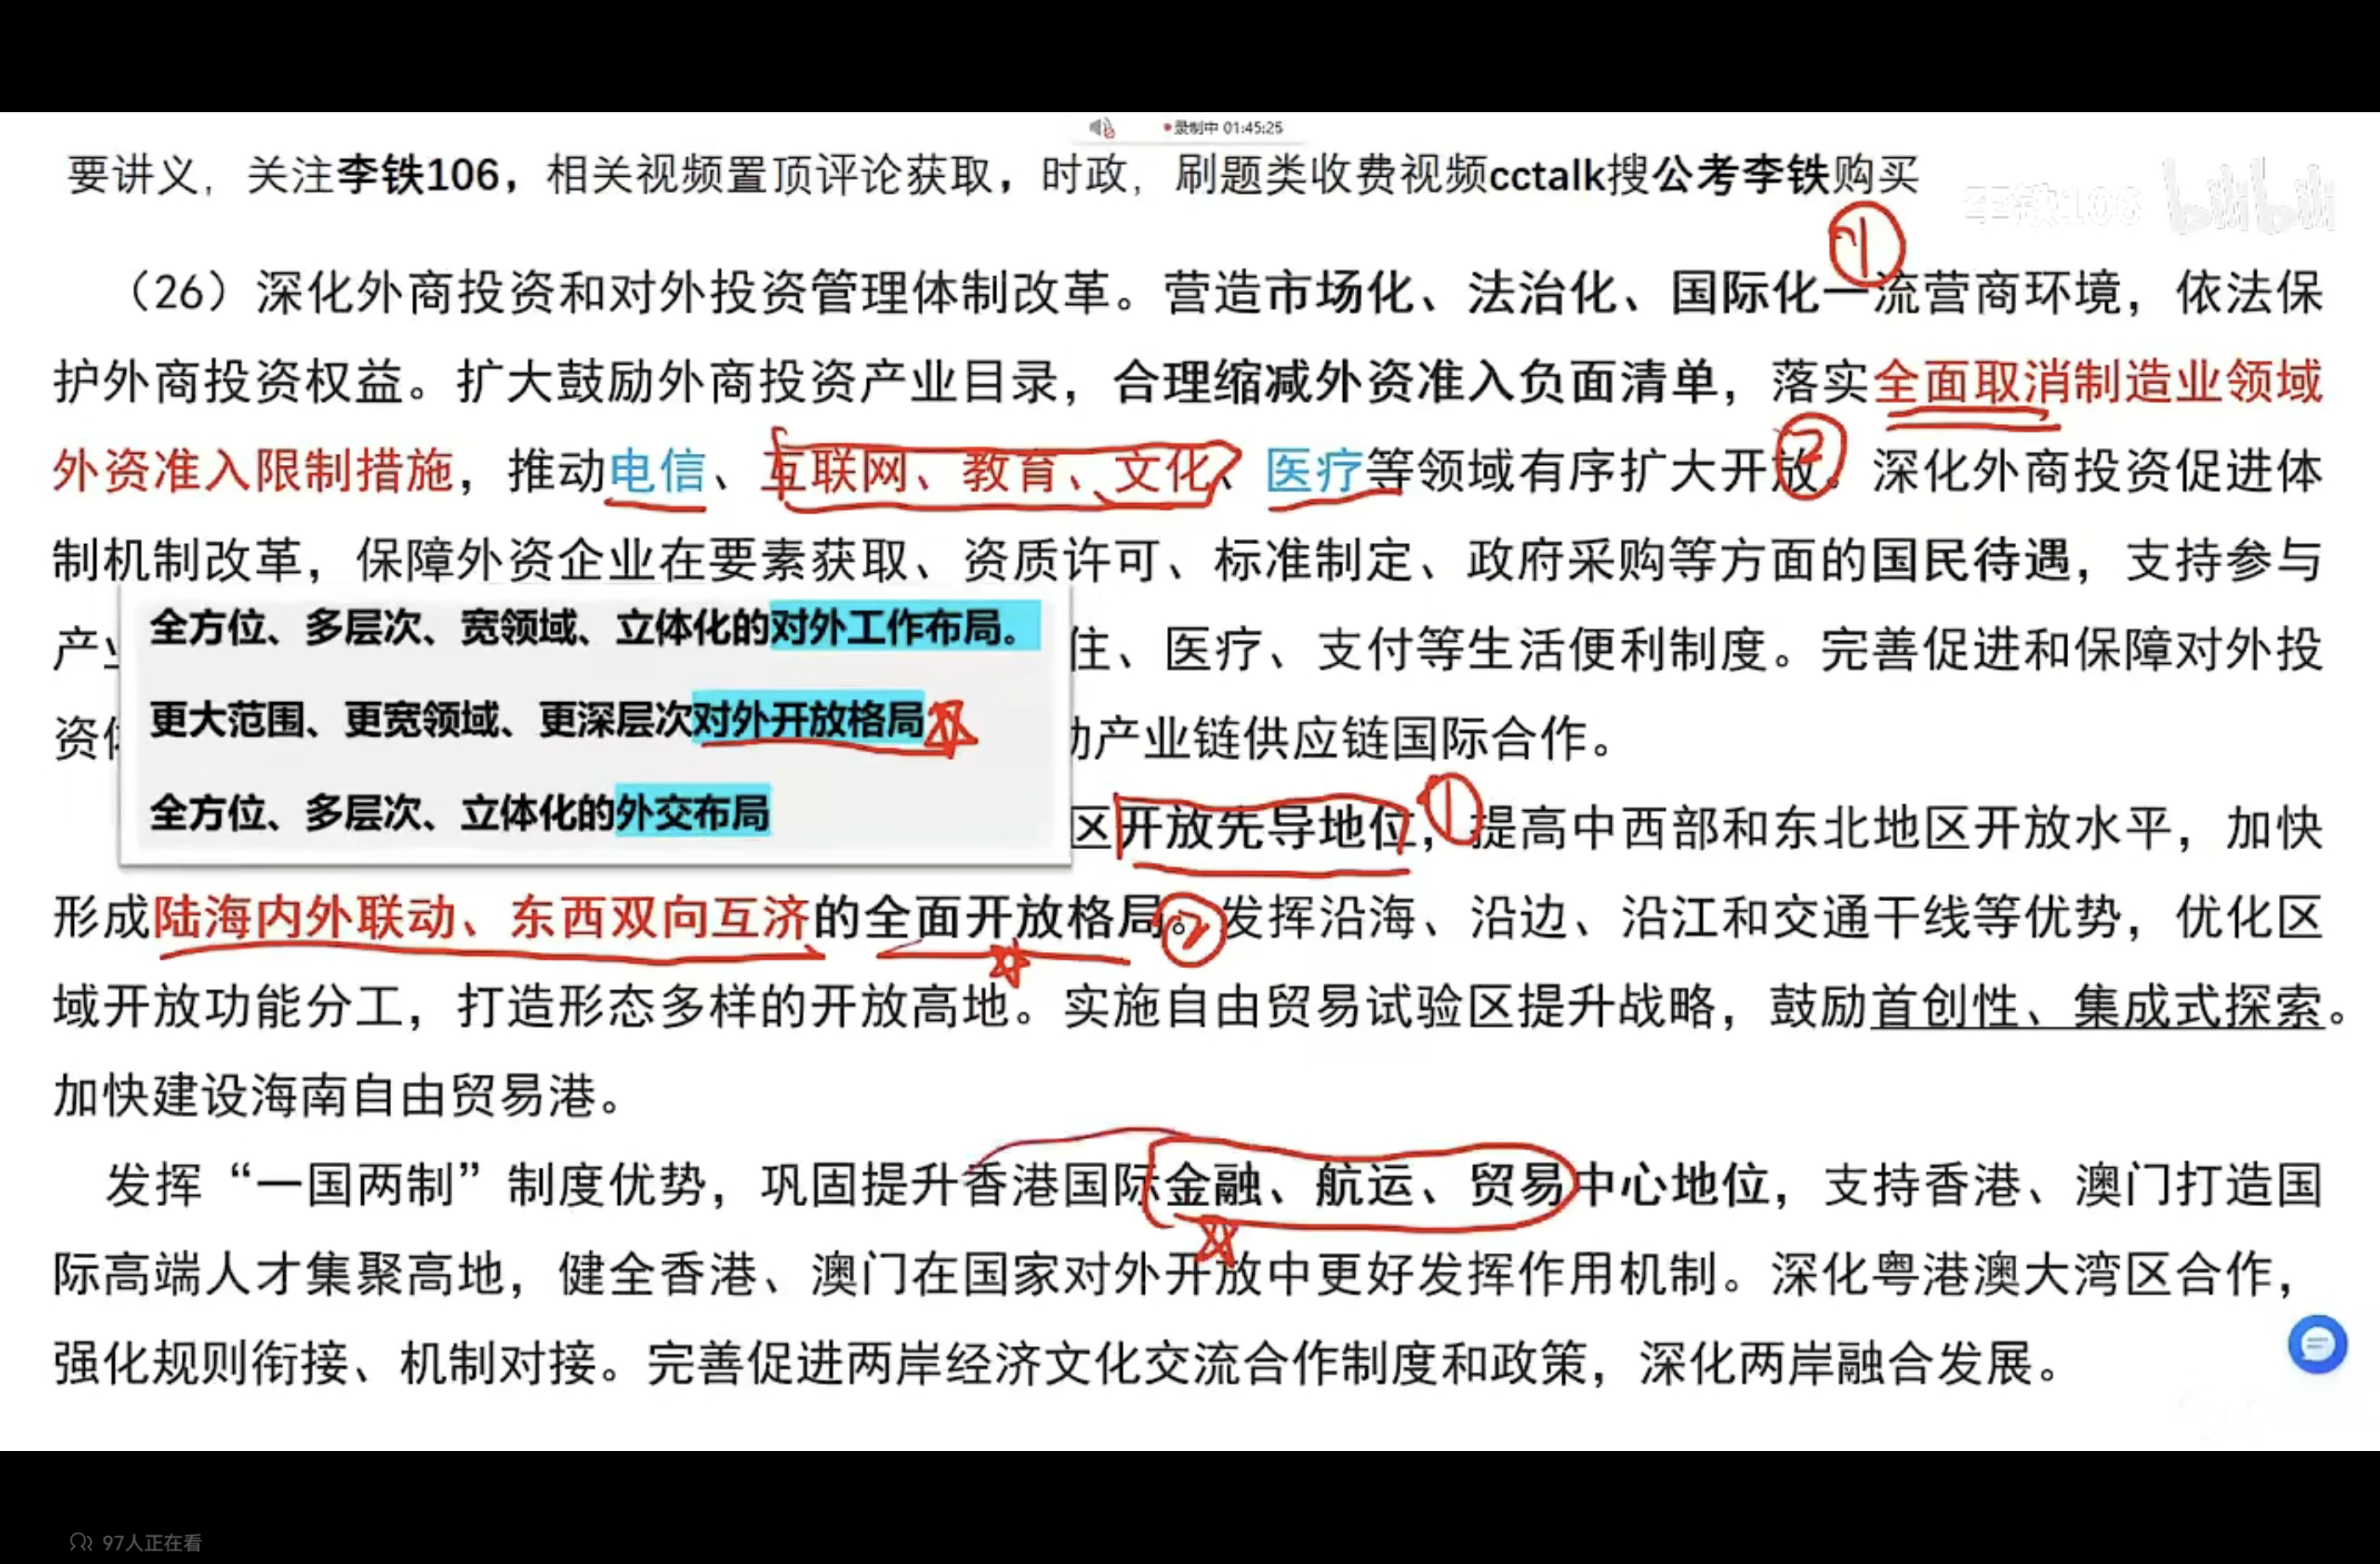 录制中 01:45:25
要讲义，关注李铁106，相关视频置顶评论获取，时政，刷题类收费视频cctalk搜公考李铁购买
李铁106 bilibili
①
（26）深化外商投资和对外投资管理体制改革。营造市场化、法治化、国际化一流营商环境，依法保
护外商投资权益。扩大鼓励外商投资产业目录，合理缩减外资准入负面清单，落实全面取消制造业领域
外资准入限制措施，推动电信、互联网、教育、文化、医疗等领域有序扩大开放。②深化外商投资促进体
制机制改革，保障外资企业在要素获取、资质许可、标准制定、政府采购等方面的国民待遇，支持参与
产
住、医疗、支付等生活便利制度。完善促进和保障对外投
资
产业链供应链国际合作。
全方位、多层次、宽领域、立体化的对外工作布局。
更大范围、更宽领域、更深层次对外开放格局
全方位、多层次、立体化的外交布局
区开放先导地位，①提高中西部和东北地区开放水平，加快
形成陆海内外联动、东西双向互济的全面开放格局。②发挥沿海、沿边、沿江和交通干线等优势，优化区
域开放功能分工，打造形态多样的开放高地。实施自由贸易试验区提升战略，鼓励首创性、集成式探索。
加快建设海南自由贸易港。
发挥“一国两制”制度优势，巩固提升香港国际金融、航运、贸易中心地位，支持香港、澳门打造国
际高端人才集聚高地，健全香港、澳门在国家对外开放中更好发挥作用机制。深化粤港澳大湾区合作，
强化规则衔接、机制对接。完善促进两岸经济文化交流合作制度和政策，深化两岸融合发展。
97人正在看